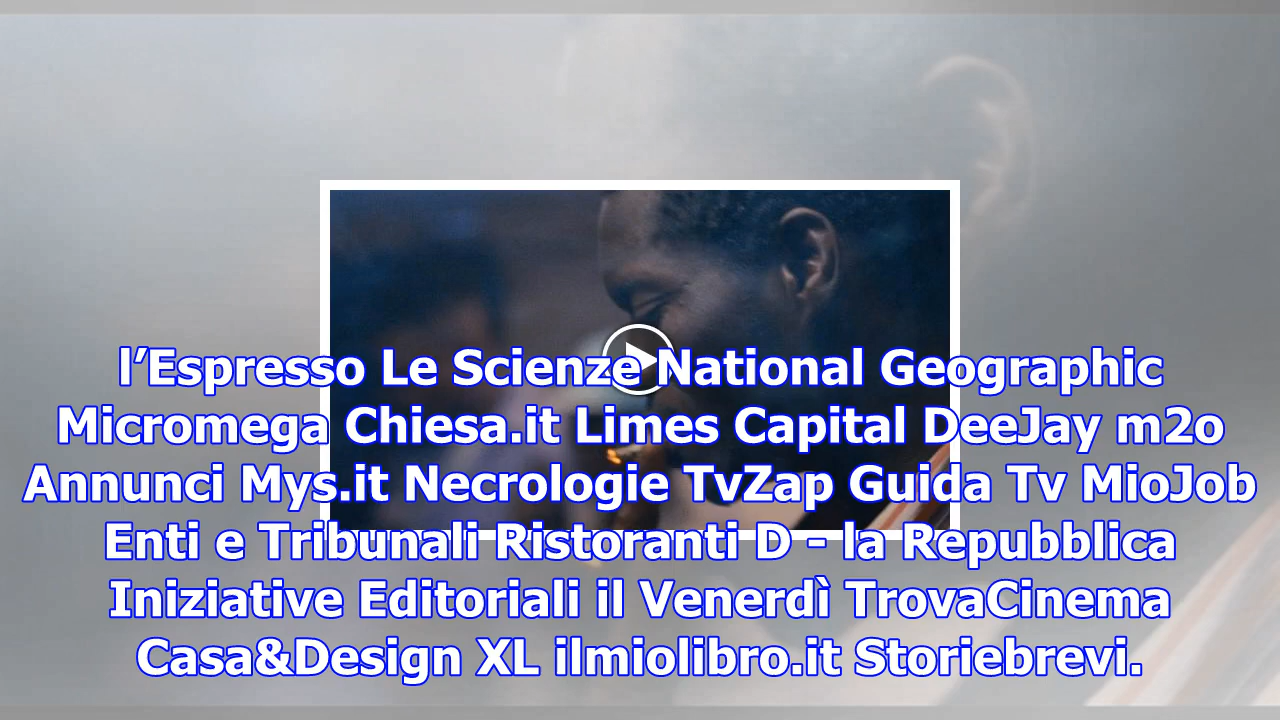 l’Espresso Le Scienze National Geographic
Micromega Chiesa.it Limes Capital DeeJay m2o
Annunci Mys.it Necrologie TvZap Guida Tv MioJob
Enti e Tribunali Ristoranti D - la Repubblica
Iniziative Editoriali il Venerdì TrovaCinema
Casa&Design XL ilmiolibro.it Storiebrevi.